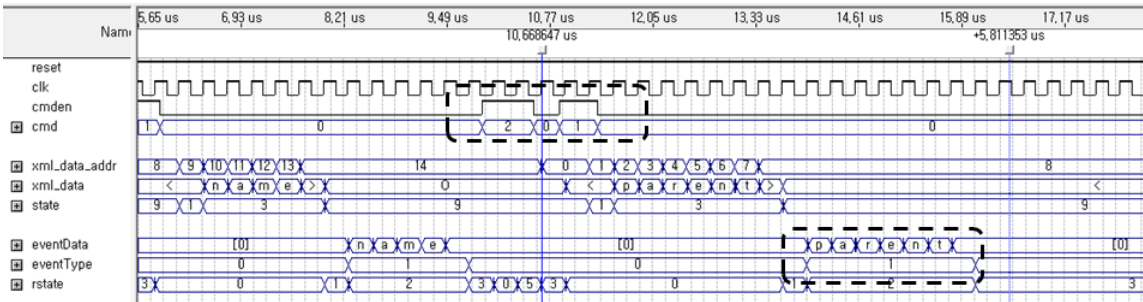 5,65 us 6,93 us 8,21 us 9,49 us 10,77 us 12,05 us 13,33 us 14,61 us 15,89 us 17,17 us
Nam
10,668647 us +5,811353 us
reset
clk
cmden
cmd 1 0 2 0 1 0
xml_data_addr 8 9 10 11 12 13 14 0 1 2 3 4 5 6 7 8
xml_data < n a m e > 0 < p a r e n t > <
state 9 1 3 9 1 3 9
eventData [0] n a m e [0] p a r e n t [0]
eventType 0 1 0 1
rstate 3 0 1 2 3 0 5 3 0 1 2 3